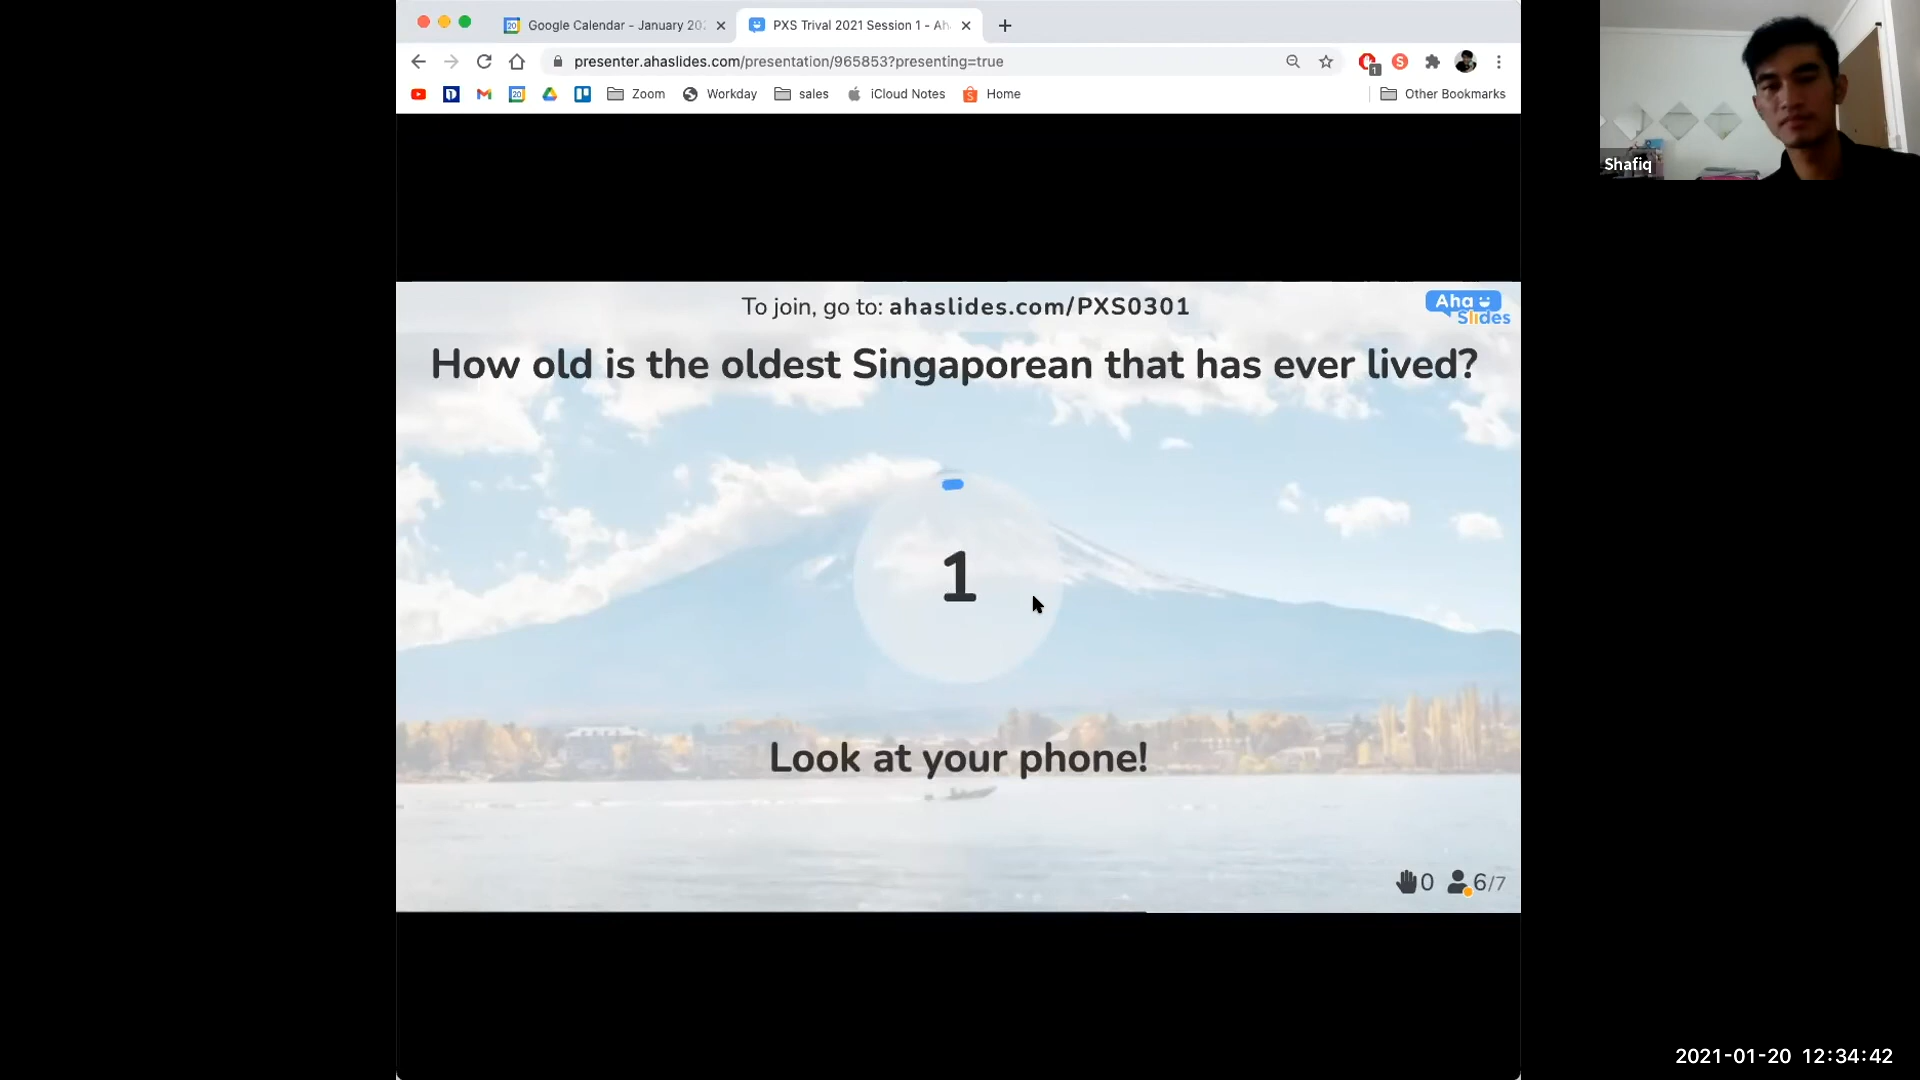 Google Calendar - January 20
PXS Trival 2021 Session 1 - Ah
presenter.ahaslides.com/presentation/965853?presenting=true
1
S
20
Zoom
Workday
sales
iCloud Notes
Home
Other Bookmarks
Shafiq
To join, go to: ahaslides.com/PXS0301
Aha
Slides
How old is the oldest Singaporean that has ever lived?
1
Look at your phone!
0 6/7
2021-01-20 12:34:42